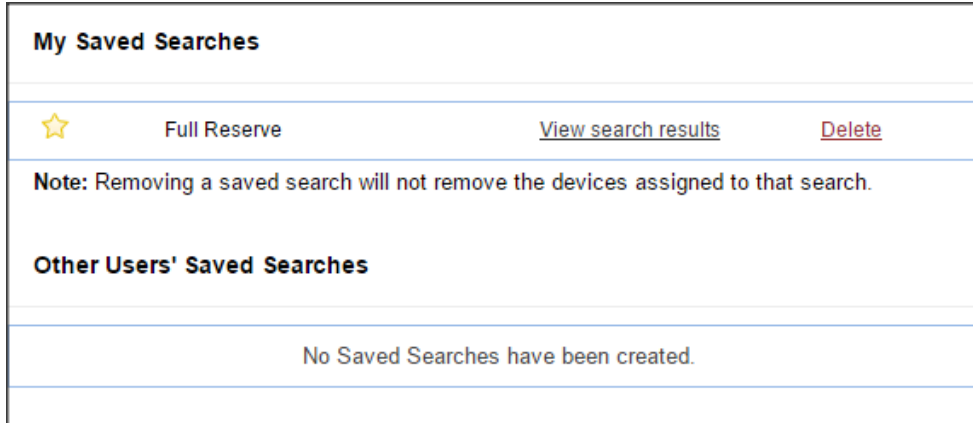 My Saved Searches
Full Reserve View search results Delete
Note: Removing a saved search will not remove the devices assigned to that search.
Other Users' Saved Searches
No Saved Searches have been created.